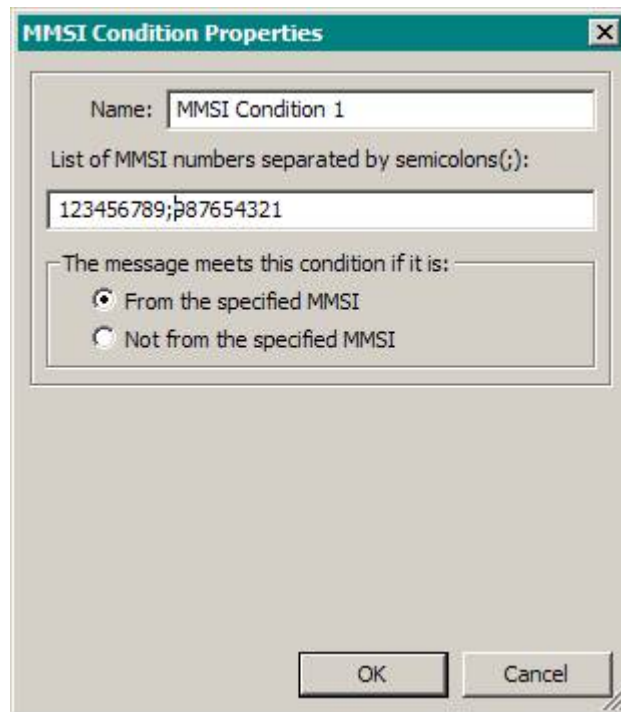 MMSI Condition Properties
Name: MMSI Condition 1
List of MMSI numbers separated by semicolons(;):
123456789;987654321
The message meets this condition if it is:
From the specified MMSI
Not from the specified MMSI
OK Cancel